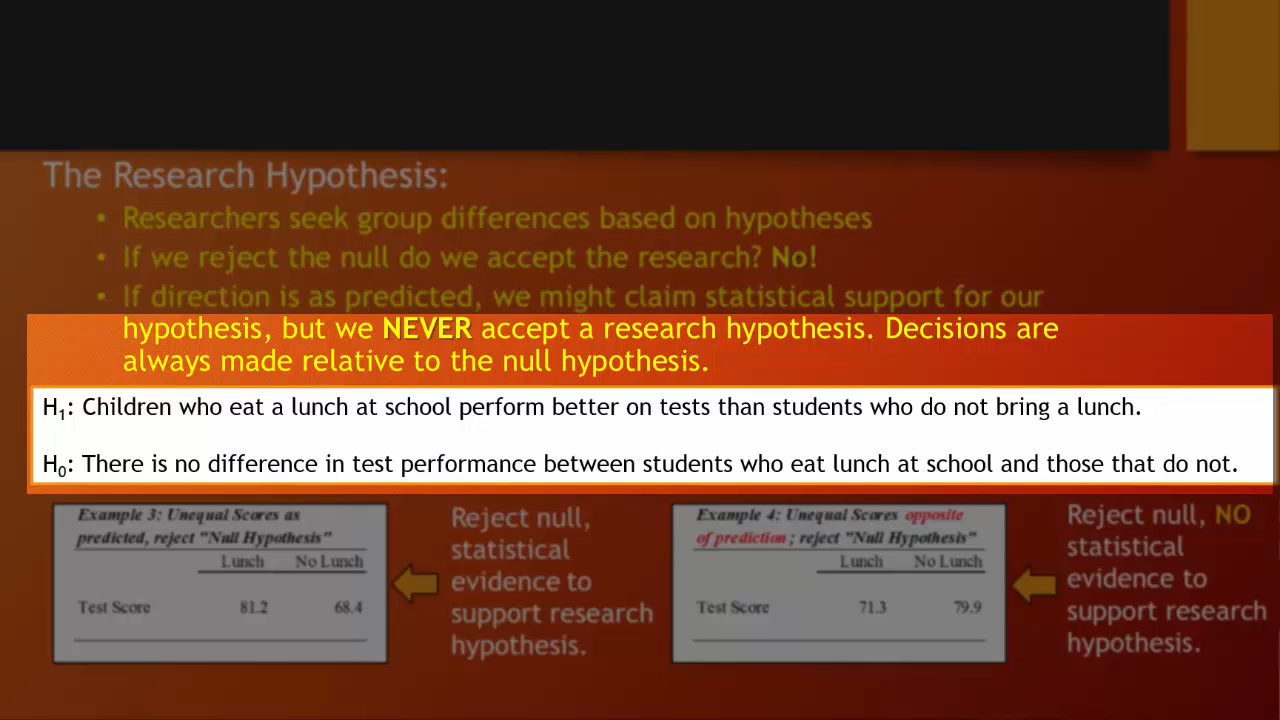 The Research Hypothesis:
• Researchers seek group differences based on hypotheses
• If we reject the null do we accept the research? No!
• If direction is as predicted, we might claim statistical support for our
hypothesis, but we NEVER accept a research hypothesis. Decisions are
always made relative to the null hypothesis.
H₁: Children who eat a lunch at school perform better on tests than students who do not bring a lunch.
H₀: There is no difference in test performance between students who eat lunch at school and those that do not.
Example 3: Unequal Scores as
predicted, reject "Null Hypothesis"
Lunch No Lunch
Test Score 81.2 68.4
Reject null,
statistical
evidence to
support research
hypothesis.
Example 4: Unequal Scores opposite
of prediction; reject "Null Hypothesis"
Lunch No Lunch
Test Score 71.3 79.9
Reject null, NO
statistical
evidence to
support research
hypothesis.